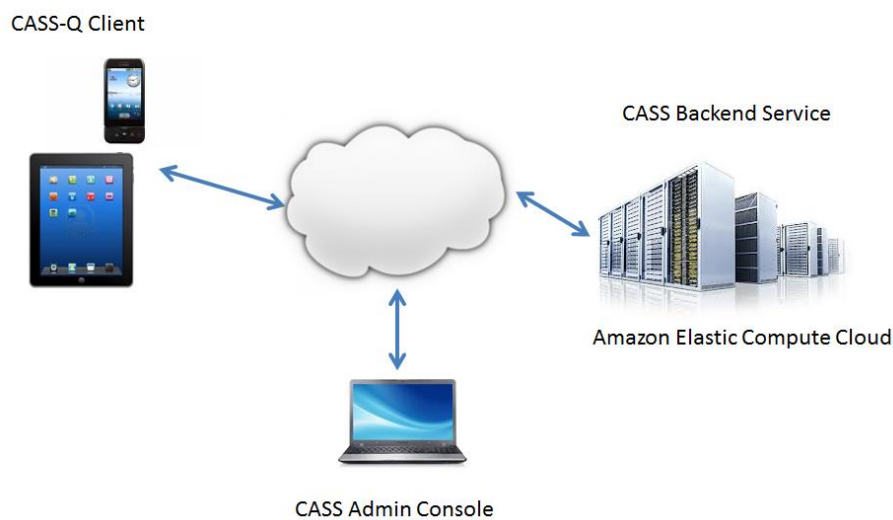 CASS-Q Client
CASS Backend Service
Amazon Elastic Compute Cloud
CASS Admin Console